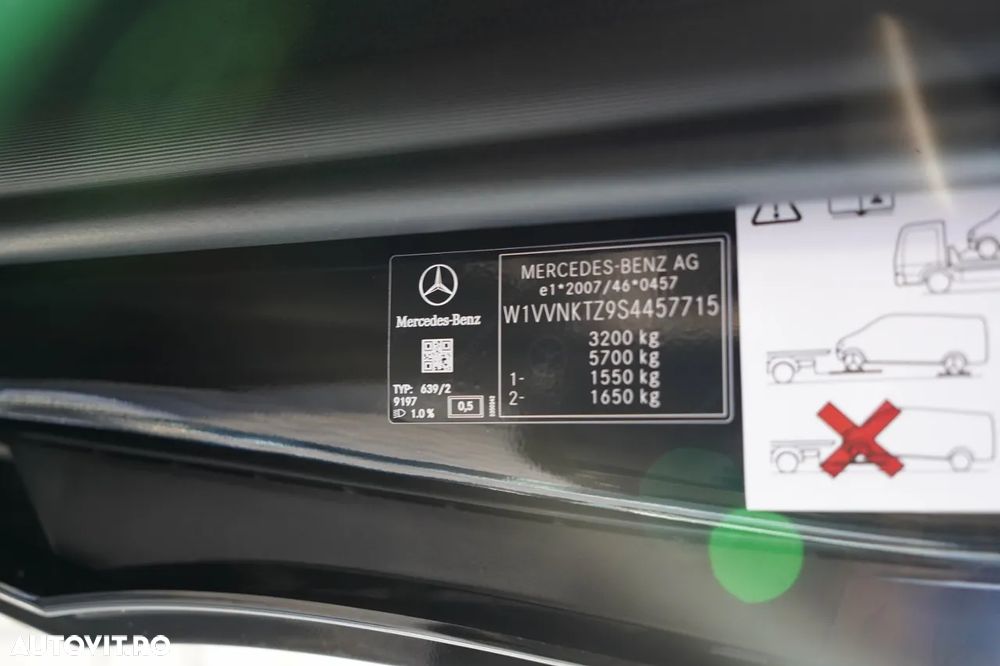 MERCEDES-BENZ AG
e1*2007/46*0457
W1VVNKTZ9S4457715
3200 kg
5700 kg
1- 1550 kg
2- 1650 kg
Mercedes-Benz
TYP: 639/2
9197
1.0 % 0,5
AUTOVIT.RO